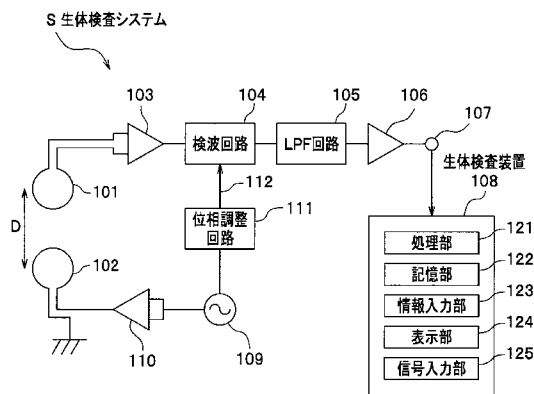 S 生体検査システム
103
104
105
106
107
検波回路
LPF回路
生体検査装置
108
101
112
111
D
位相調整
回路
102
110
109
処理部
121
記憶部
122
情報入力部
123
表示部
124
信号入力部
125